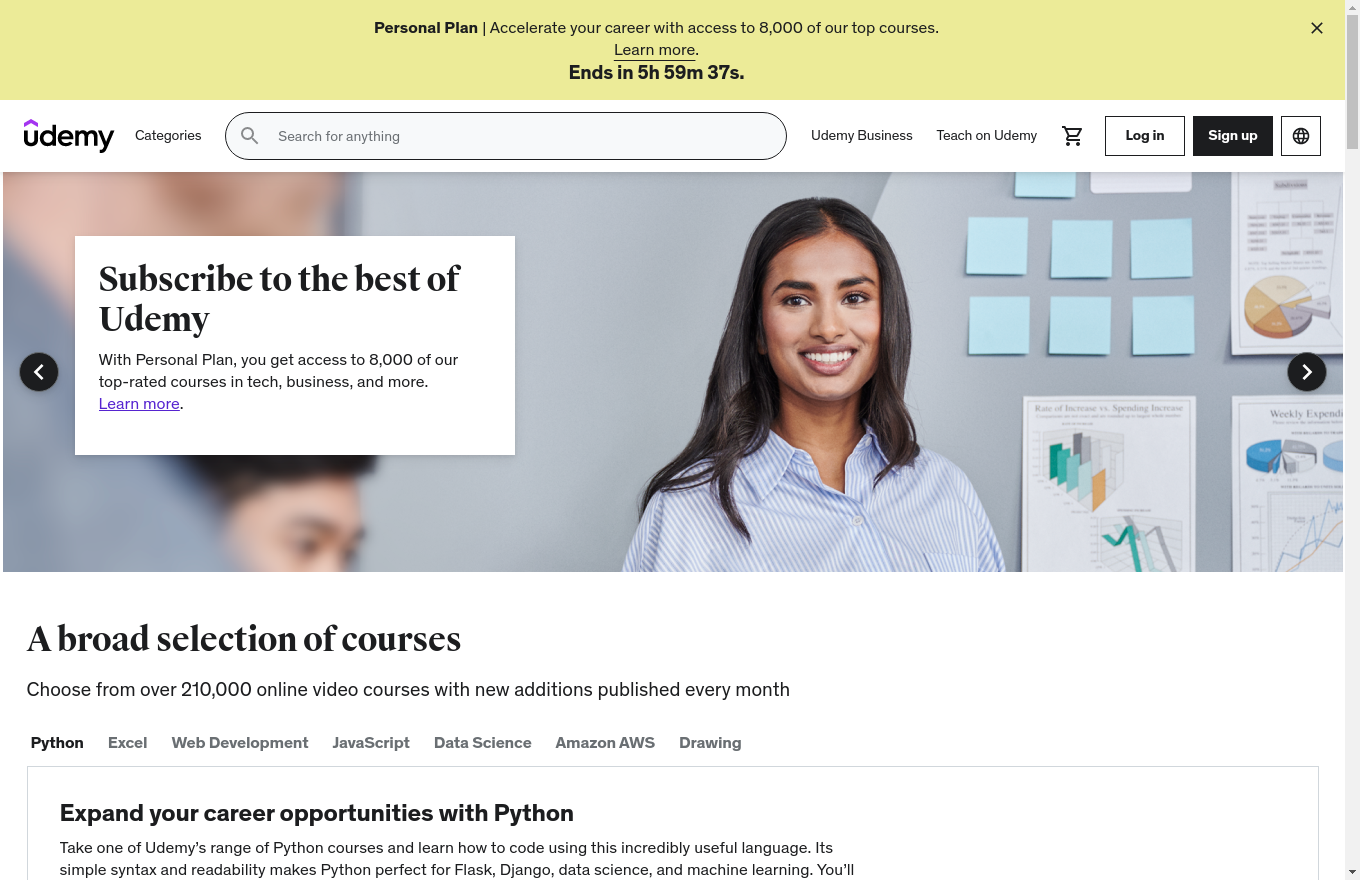 Personal Plan | Accelerate your career with access to 8,000 of our top courses.
Learn more.
Ends in 5h 59m 37s.
udemy
Categories
Search for anything
Udemy Business
Teach on Udemy
Log in
Sign up
Subscribe to the best of
Udemy
With Personal Plan, you get access to 8,000 of our
top-rated courses in tech, business, and more.
Learn more.
Rate of Increase vs. Spending Increase
Weekly Expendi
A broad selection of courses
Choose from over 210,000 online video courses with new additions published every month
Python
Excel
Web Development
JavaScript
Data Science
Amazon AWS
Drawing
Expand your career opportunities with Python
Take one of Udemy’s range of Python courses and learn how to code using this incredibly useful language. Its
simple syntax and readability makes Python perfect for Flask, Django, data science, and machine learning. You’ll